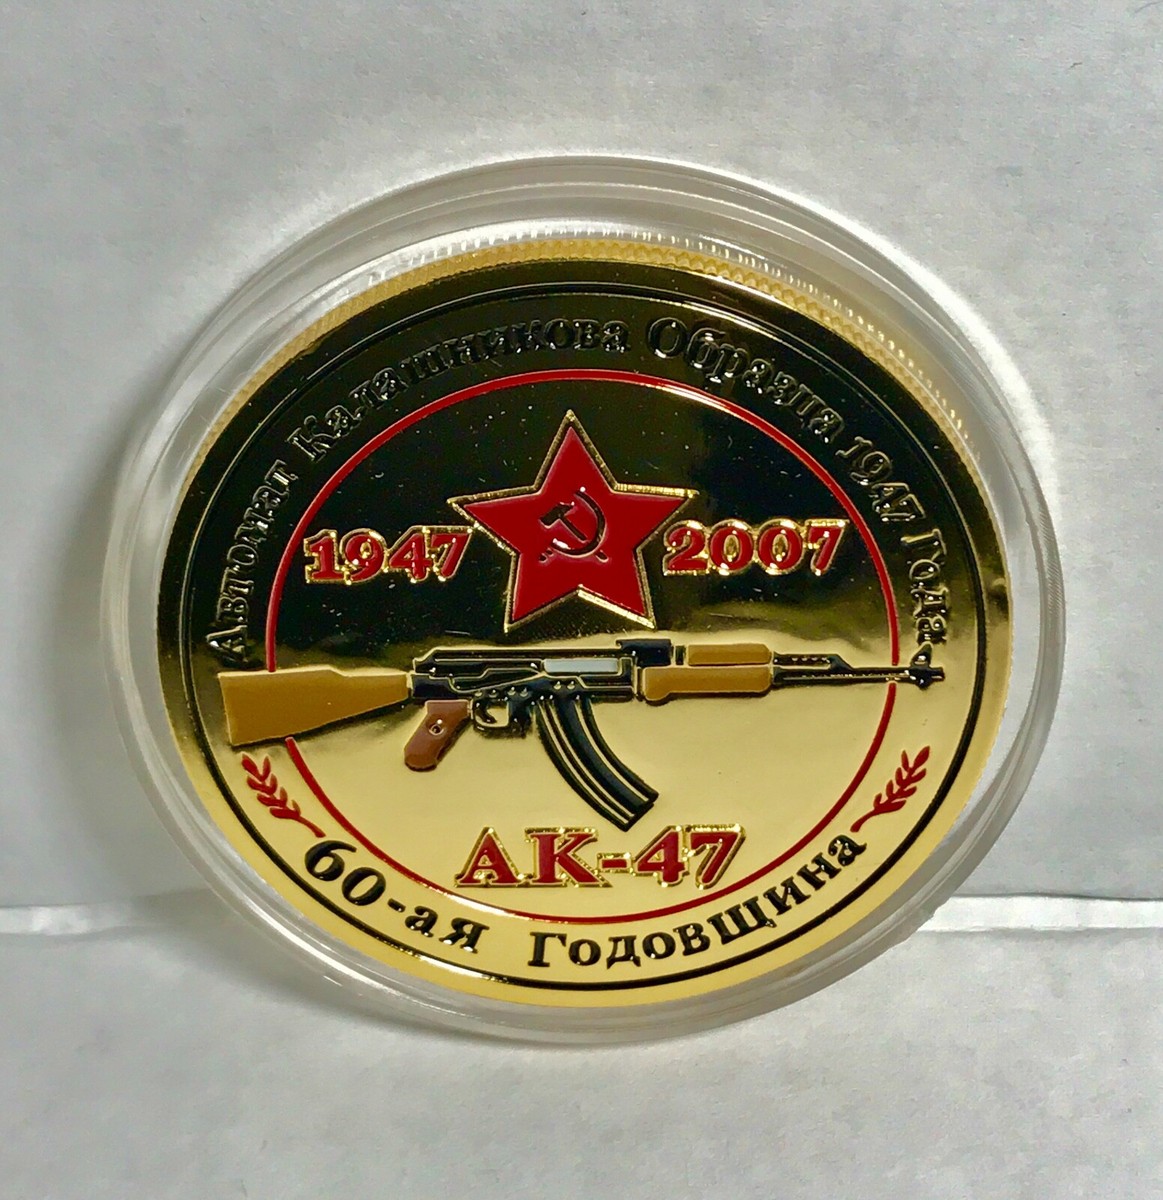 Автомат Калашникова Образца 1947 Года
1947 2007
АК-47
60-ая Годовщина